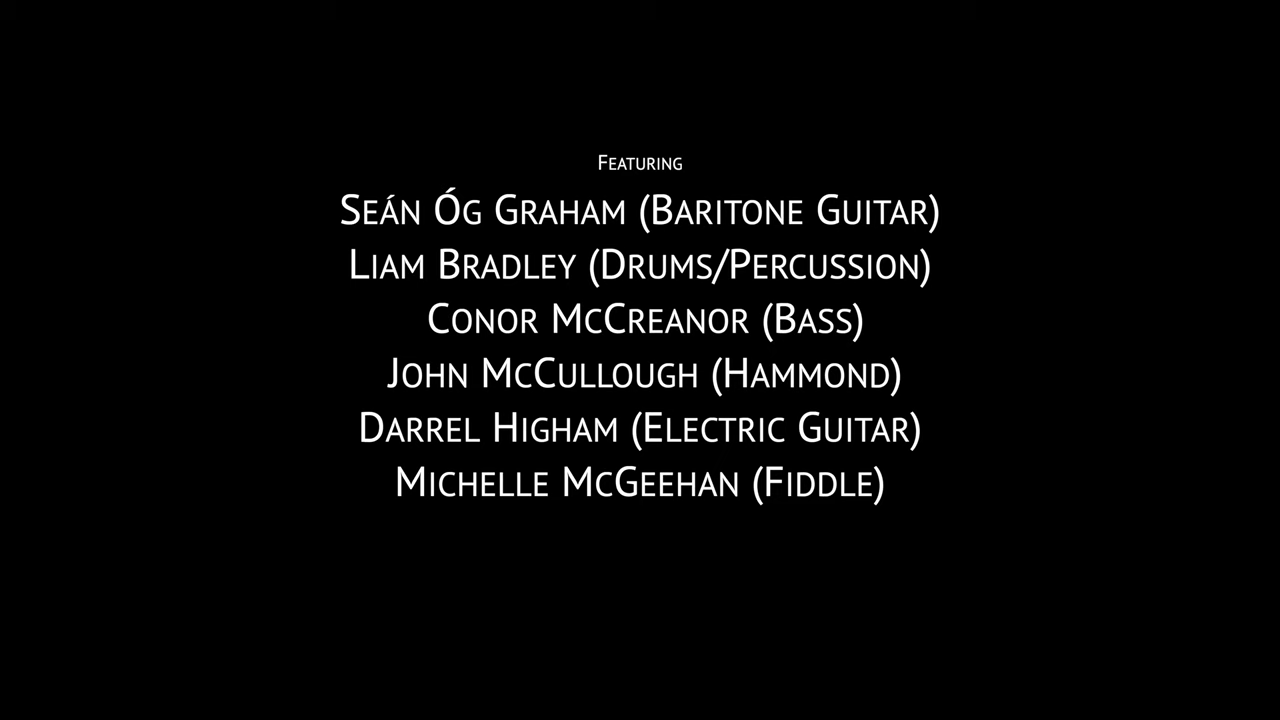 Featuring
Seán Óg Graham (Baritone Guitar)
Liam Bradley (Drums/Percussion)
Conor McCreanor (Bass)
John McCullough (Hammond)
Darrel Higham (Electric Guitar)
Michelle McGeehan (Fiddle)